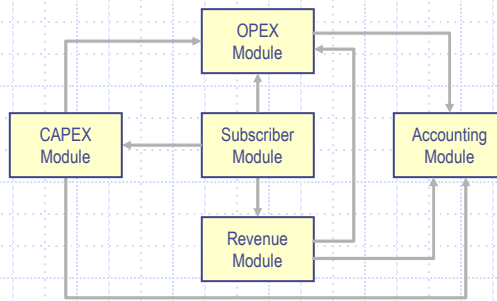 OPEX
Module
CAPEX
Module
Subscriber
Module
Accounting
Module
Revenue
Module